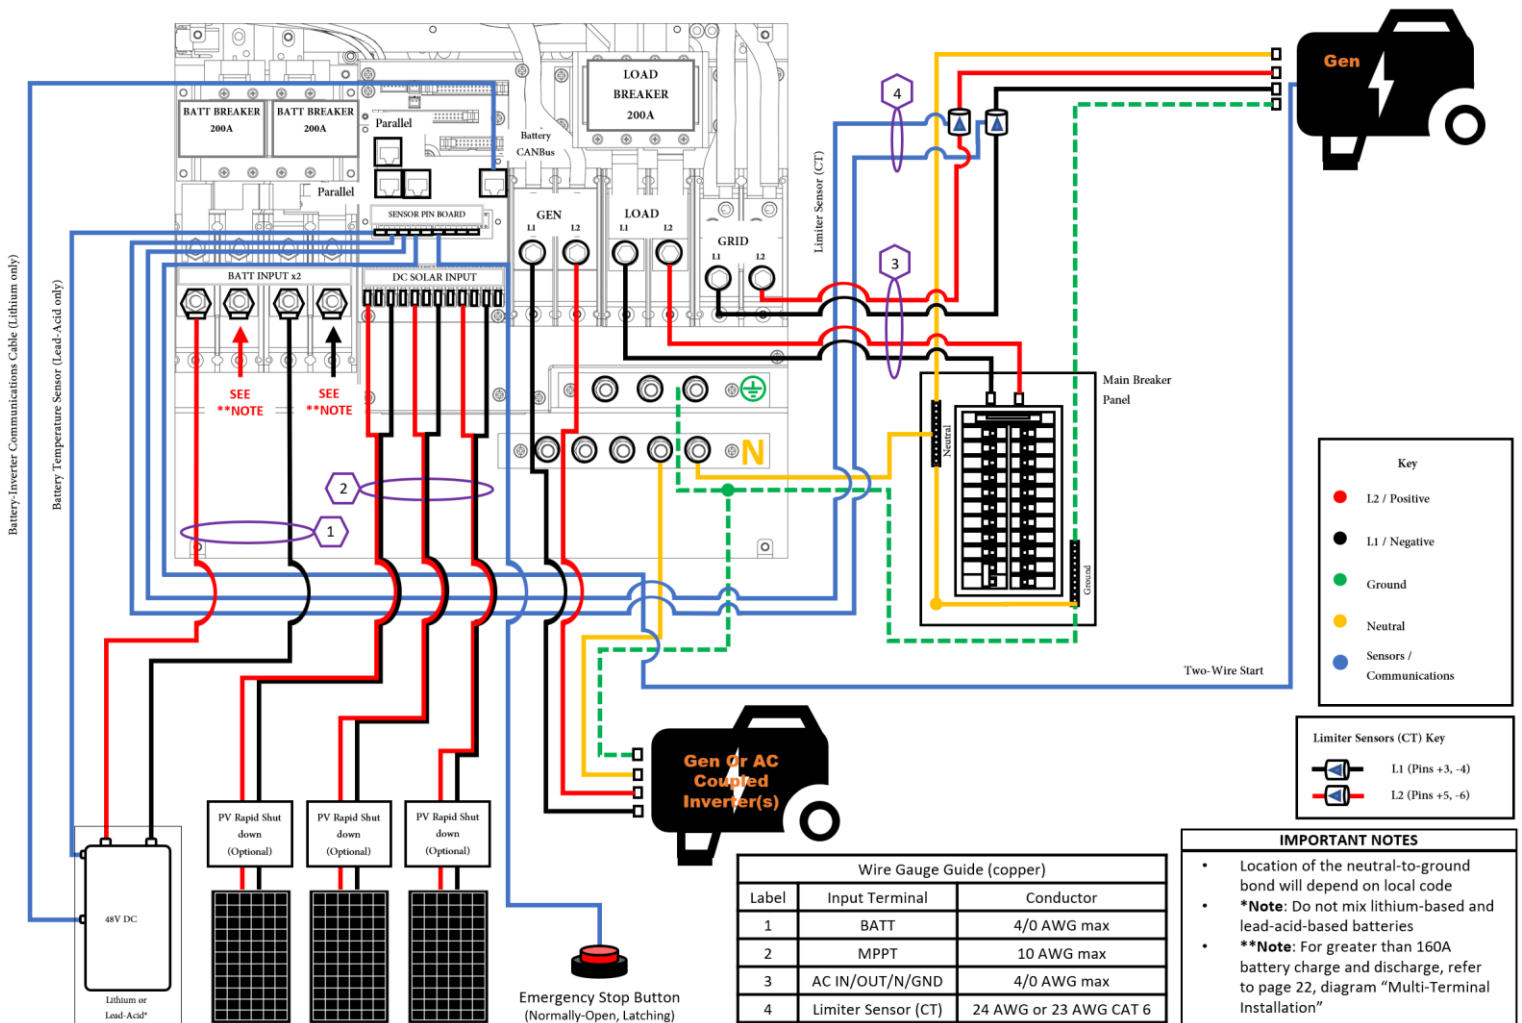 Gen
LOAD
BREAKER
200A
BATT BREAKER
200A
BATT BREAKER
200A
Parallel
Battery
CANBus
Parallel
SENSOR PIN BOARD
GEN
L1
L2
LOAD
L1
L2
GRID
L1
L2
BATT INPUT x2
DC SOLAR INPUT
SEE
**NOTE
SEE
**NOTE
N
4
3
2
1
Limiter Sensor (CT)
Battery-Inverter Communications Cable (Lithium only)
Battery Temperature Sensor (Lead-Acid only)
Main Breaker
Panel
Neutral
Ground
Key
L2 / Positive
L1 / Negative
Ground
Neutral
Sensors /
Communications
Two-Wire Start
Limiter Sensors (CT) Key
L1 (Pins +3, -4)
L2 (Pins +5, -6)
Gen Or AC
Coupled
Inverter(s)
PV Rapid Shut
down
(Optional)
PV Rapid Shut
down
(Optional)
PV Rapid Shut
down
(Optional)
48V DC
Lithium or
Lead-Acid*
Emergency Stop Button
(Normally-Open, Latching)
Wire Gauge Guide (copper)
Label Input Terminal Conductor
1 BATT 4/0 AWG max
2 MPPT 10 AWG max
3 AC IN/OUT/N/GND 4/0 AWG max
4 Limiter Sensor (CT) 24 AWG or 23 AWG CAT 6
IMPORTANT NOTES
• Location of the neutral-to-ground
bond will depend on local code
• *Note: Do not mix lithium-based and
lead-acid-based batteries
• **Note: For greater than 160A
battery charge and discharge, refer
to page 22, diagram “Multi-Terminal
Installation”